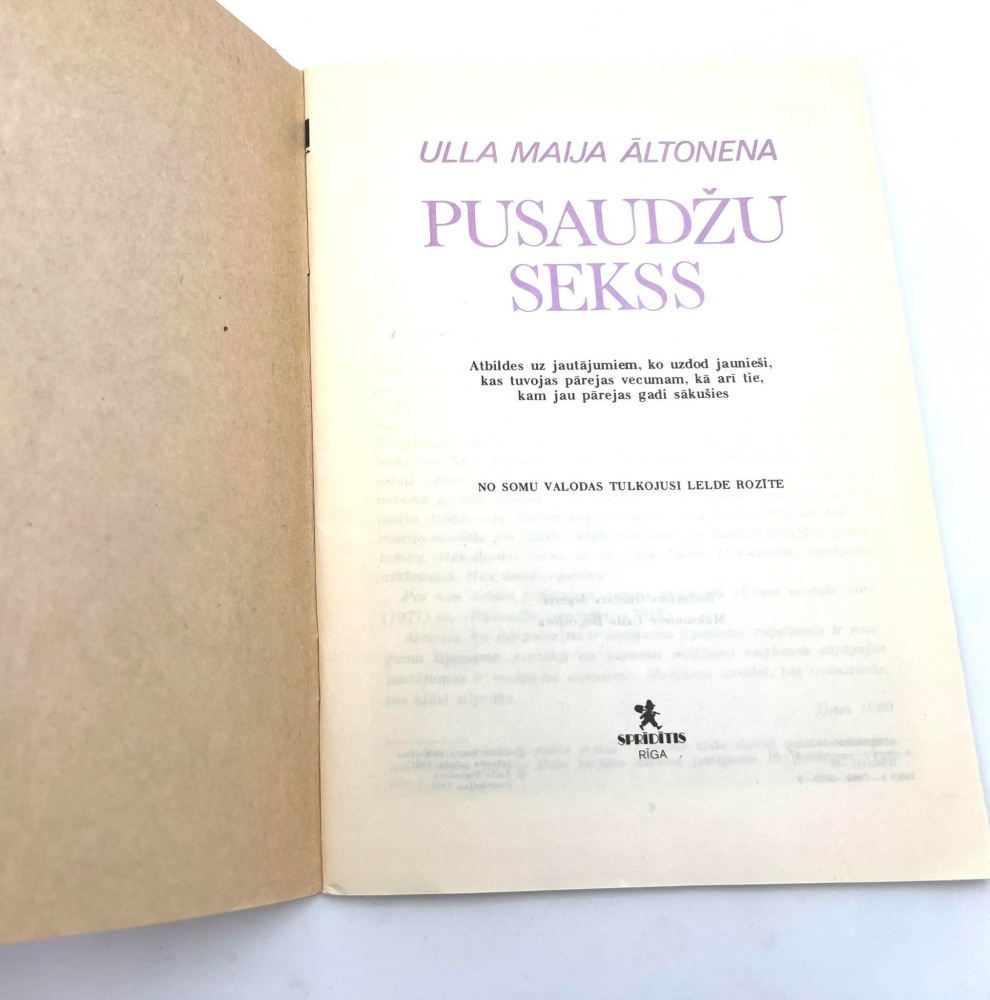 ULLA MAIJA ĀLTONENA
PUSAUDŽU
SEKSS
Atbildes uz jautājumiem, ko uzdod jaunieši,
kas tuvojas pārejas vecumam, kā arī tie,
kam jau pārejas gadi sākušies
NO SOMU VALODAS TULKOJUSI LELDE ROZĪTE
SPRĪDĪTIS
RĪGA